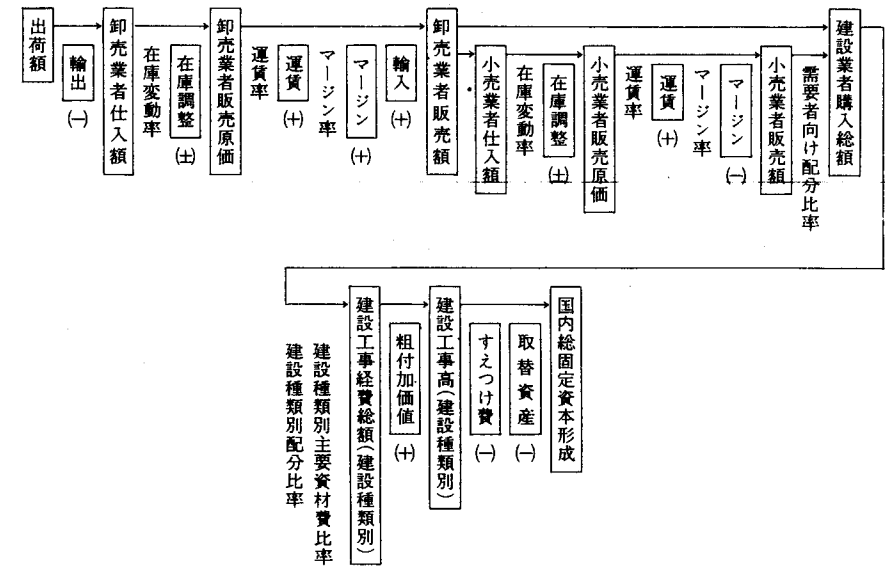 出荷額
輸出
(−)
卸売業者仕入額
在庫変動率
在庫調整
(±)
卸売業者販売原価
運賃率
運賃
(+)
マージン率
マージン
(+)
輸入
(+)
卸売業者販売額
小売業者仕入額
在庫変動率
在庫調整
(±)
小売業者販売原価
運賃率
運賃
(+)
マージン率
マージン
(−)
小売業者販売額
需要者向け配分比率
建設業者購入総額
建設種類別主要資材費比率
建設種類別配分比率
建設工事経費総額(建設種類別)
粗付加価値
(+)
建設工事高(建設種類別)
すえつけ費
(−)
取替資産
(−)
国内総固定資本形成